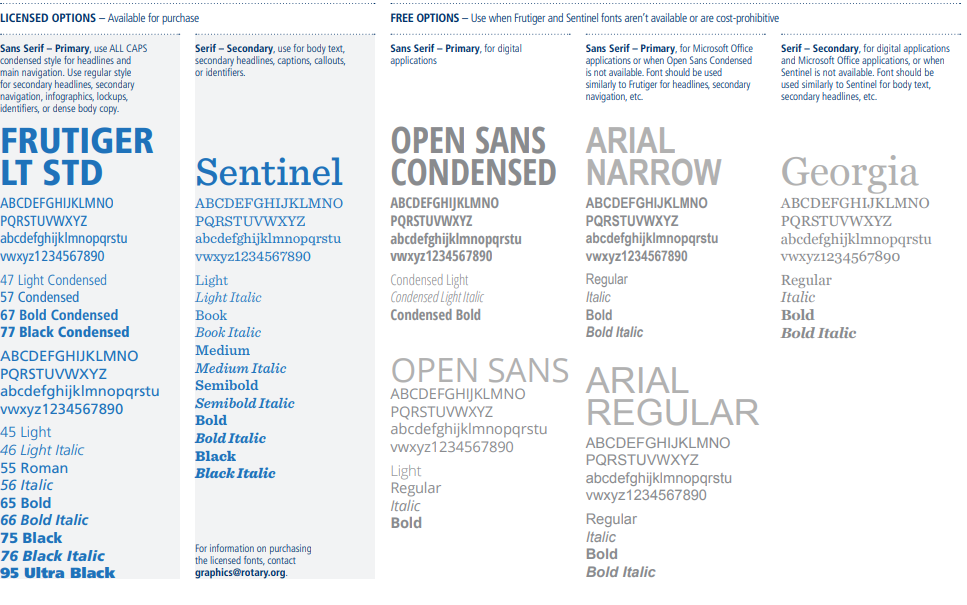 LICENSED OPTIONS – Available for purchase
Sans Serif – Primary, use ALL CAPS
condensed style for headlines and
main navigation. Use regular style
for secondary headlines, secondary
navigation, infographics, lockups,
identifiers, or dense body copy.
FRUTIGER
LT STD
ABCDEFGHIJKLMNO
PQRSTUVWXYZ
abcdefghijklmnopqrstu
vwxyz1234567890
47 Light Condensed
57 Condensed
67 Bold Condensed
77 Black Condensed
ABCDEFGHIJKLMNO
PQRSTUVWXYZ
abcdefghijklmnopqrstu
vwxyz1234567890
45 Light
46 Light Italic
55 Roman
56 Italic
65 Bold
66 Bold Italic
75 Black
76 Black Italic
95 Ultra Black
Serif – Secondary, use for body text,
secondary headlines, captions, callouts,
or identifiers.
Sentinel
ABCDEFGHIJKLMNO
PQRSTUVWXYZ
abcdefghijklmnopqrstu
vwxyz1234567890
Light
Light Italic
Book
Book Italic
Medium
Medium Italic
Semibold
Semibold Italic
Bold
Bold Italic
Black
Black Italic
For information on purchasing
the licensed fonts, contact
graphics@rotary.org.
FREE OPTIONS – Use when Frutiger and Sentinel fonts aren’t available or are cost-prohibitive
Sans Serif – Primary, for digital
applications
OPEN SANS
CONDENSED
ABCDEFGHIJKLMNO
PQRSTUVWXYZ
abcdefghijklmnopqrstu
vwxyz1234567890
Condensed Light
Condensed Light Italic
Condensed Bold
OPEN SANS
ABCDEFGHIJKLMNO
PQRSTUVWXYZ
abcdefghijklmnopqrstu
vwxyz1234567890
Light
Regular
Italic
Bold
Sans Serif – Primary, for Microsoft Office
applications or when Open Sans Condensed
is not available. Font should be used
similarly to Frutiger for headlines, secondary
navigation, etc.
ARIAL
NARROW
ABCDEFGHIJKLMNO
PQRSTUVWXYZ
abcdefghijklmnopqrstu
vwxyz1234567890
Regular
Italic
Bold
Bold Italic
ARIAL
REGULAR
ABCDEFGHIJKLMNO
PQRSTUVWXYZ
abcdefghijklmnopqrstu
vwxyz1234567890
Regular
Italic
Bold
Bold Italic
Serif – Secondary, for digital applications
and Microsoft Office applications, or when
Sentinel is not available. Font should be
used similarly to Sentinel for body text,
secondary headlines, etc.
Georgia
ABCDEFGHIJKLMNO
PQRSTUVWXYZ
abcdefghijklmnopqrstu
vwxyz1234567890
Regular
Italic
Bold
Bold Italic